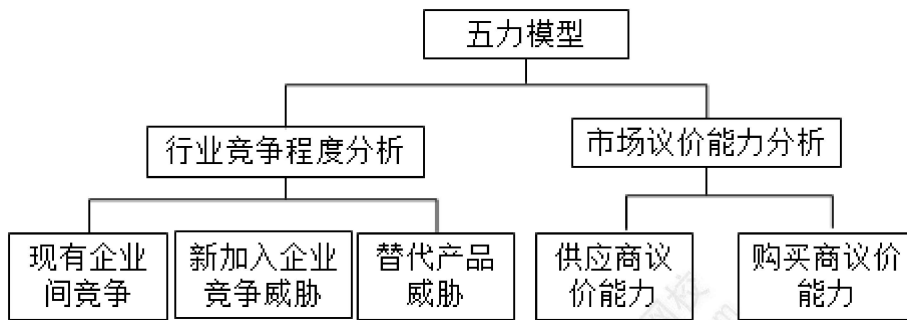 五力模型
行业竞争程度分析
市场议价能力分析
现有企业
间竞争
新加入企业
竞争威胁
替代产品
威胁
供应商议
价能力
购买商议价
能力